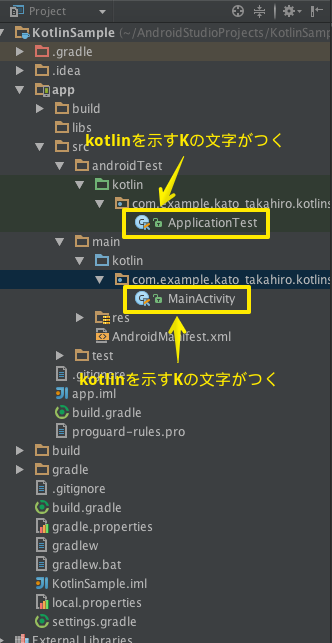 Project
KotlinSample (~/AndroidStudioProjects/KotlinSam
.gradle
.idea
app
build
libs
src
kotlinを示すKの文字がつく
androidTest
kotlin
com.example.kato_takahiro.kotlins
ApplicationTest
main
kotlin
com.example.kato_takahiro.kotlins
MainActivity
res
AndroidManifest.xml
test
.gitignore
kotlinを示すKの文字がつく
app.iml
build.gradle
proguard-rules.pro
build
gradle
.gitignore
build.gradle
gradle.properties
gradlew
gradlew.bat
KotlinSample.iml
local.properties
settings.gradle
External Libraries